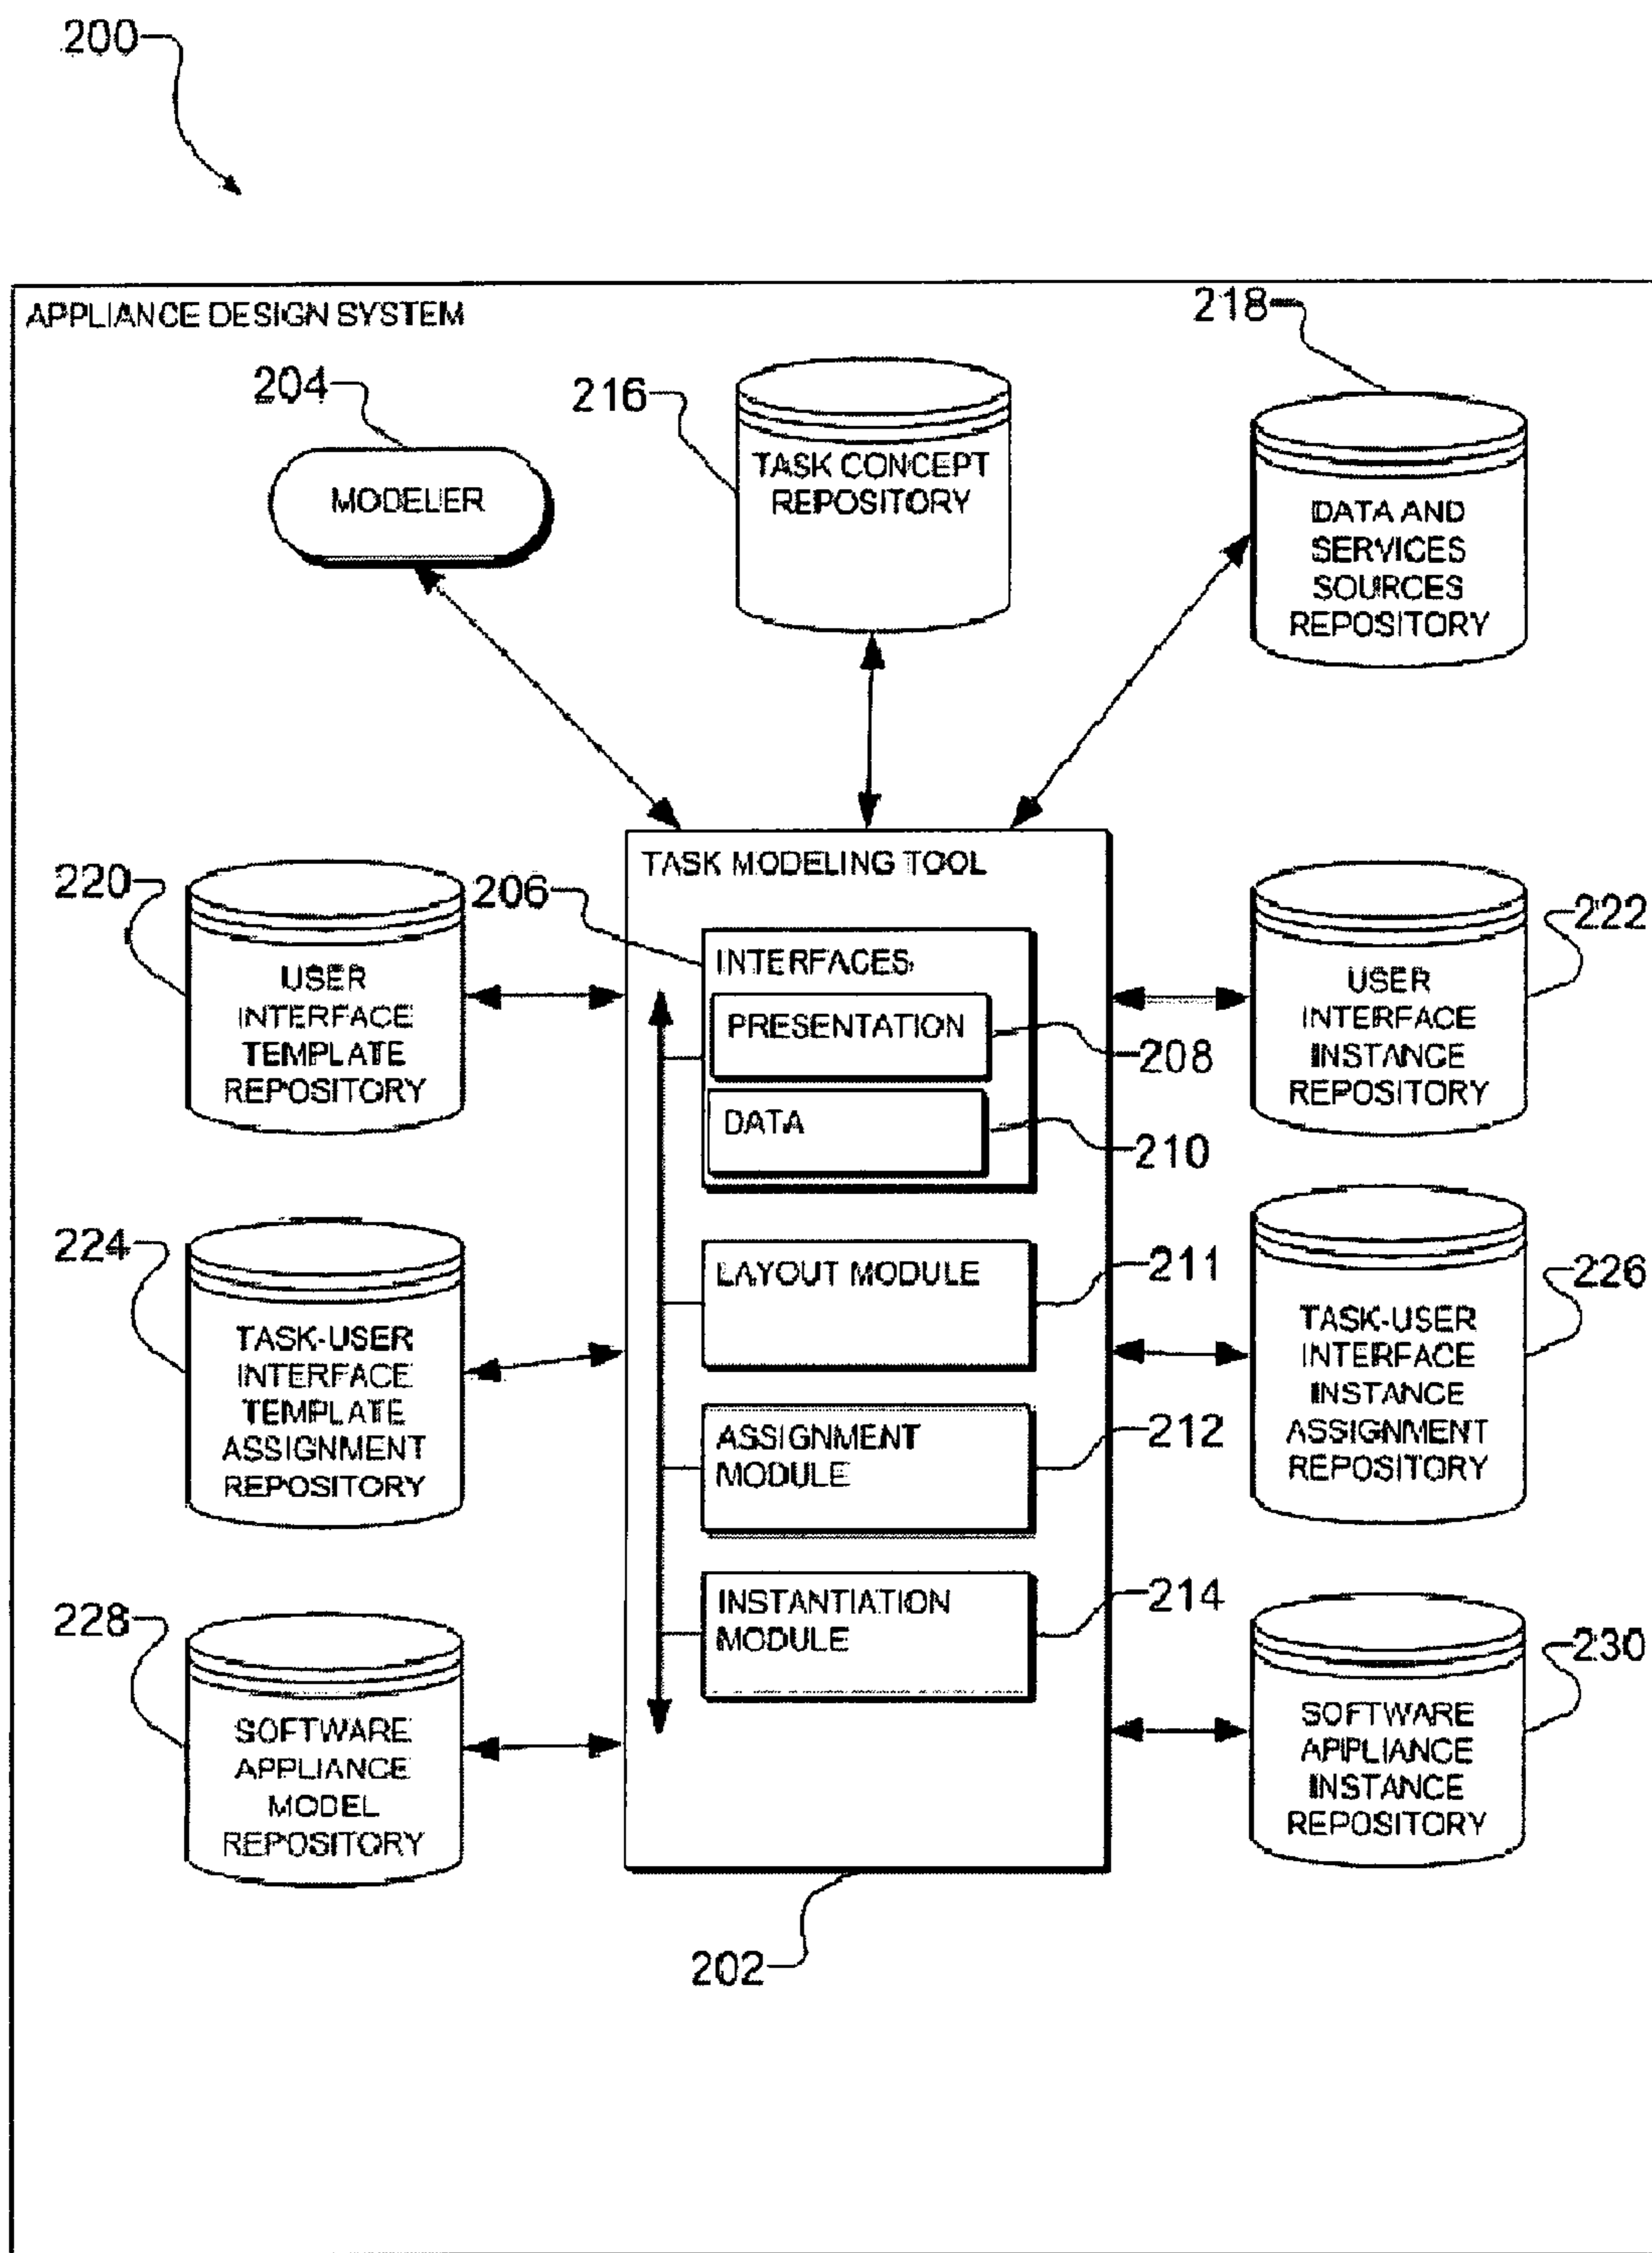 200
APPLIANCE DESIGN SYSTEM
218
204
216
MODELER
TASK CONCEPT
REPOSITORY
DATA AND
SERVICES
SOURCES
REPOSITORY
220
TASK MODELING TOOL
206
222
INTERFACES
USER
INTERFACE
TEMPLATE
REPOSITORY
PRESENTATION
208
USER
INTERFACE
INSTANCE
REPOSITORY
DATA
210
224
LAYOUT MODULE
211
226
TASK-USER
INTERFACE
TEMPLATE
ASSIGNMENT
REPOSITORY
TASK-USER
INTERFACE
INSTANCE
ASSIGNMENT
REPOSITORY
ASSIGNMENT
MODULE
212
228
INSTANTIATION
MODULE
214
230
SOFTWARE
APPLIANCE
MODEL
REPOSITORY
SOFTWARE
APPLIANCE
INSTANCE
REPOSITORY
202